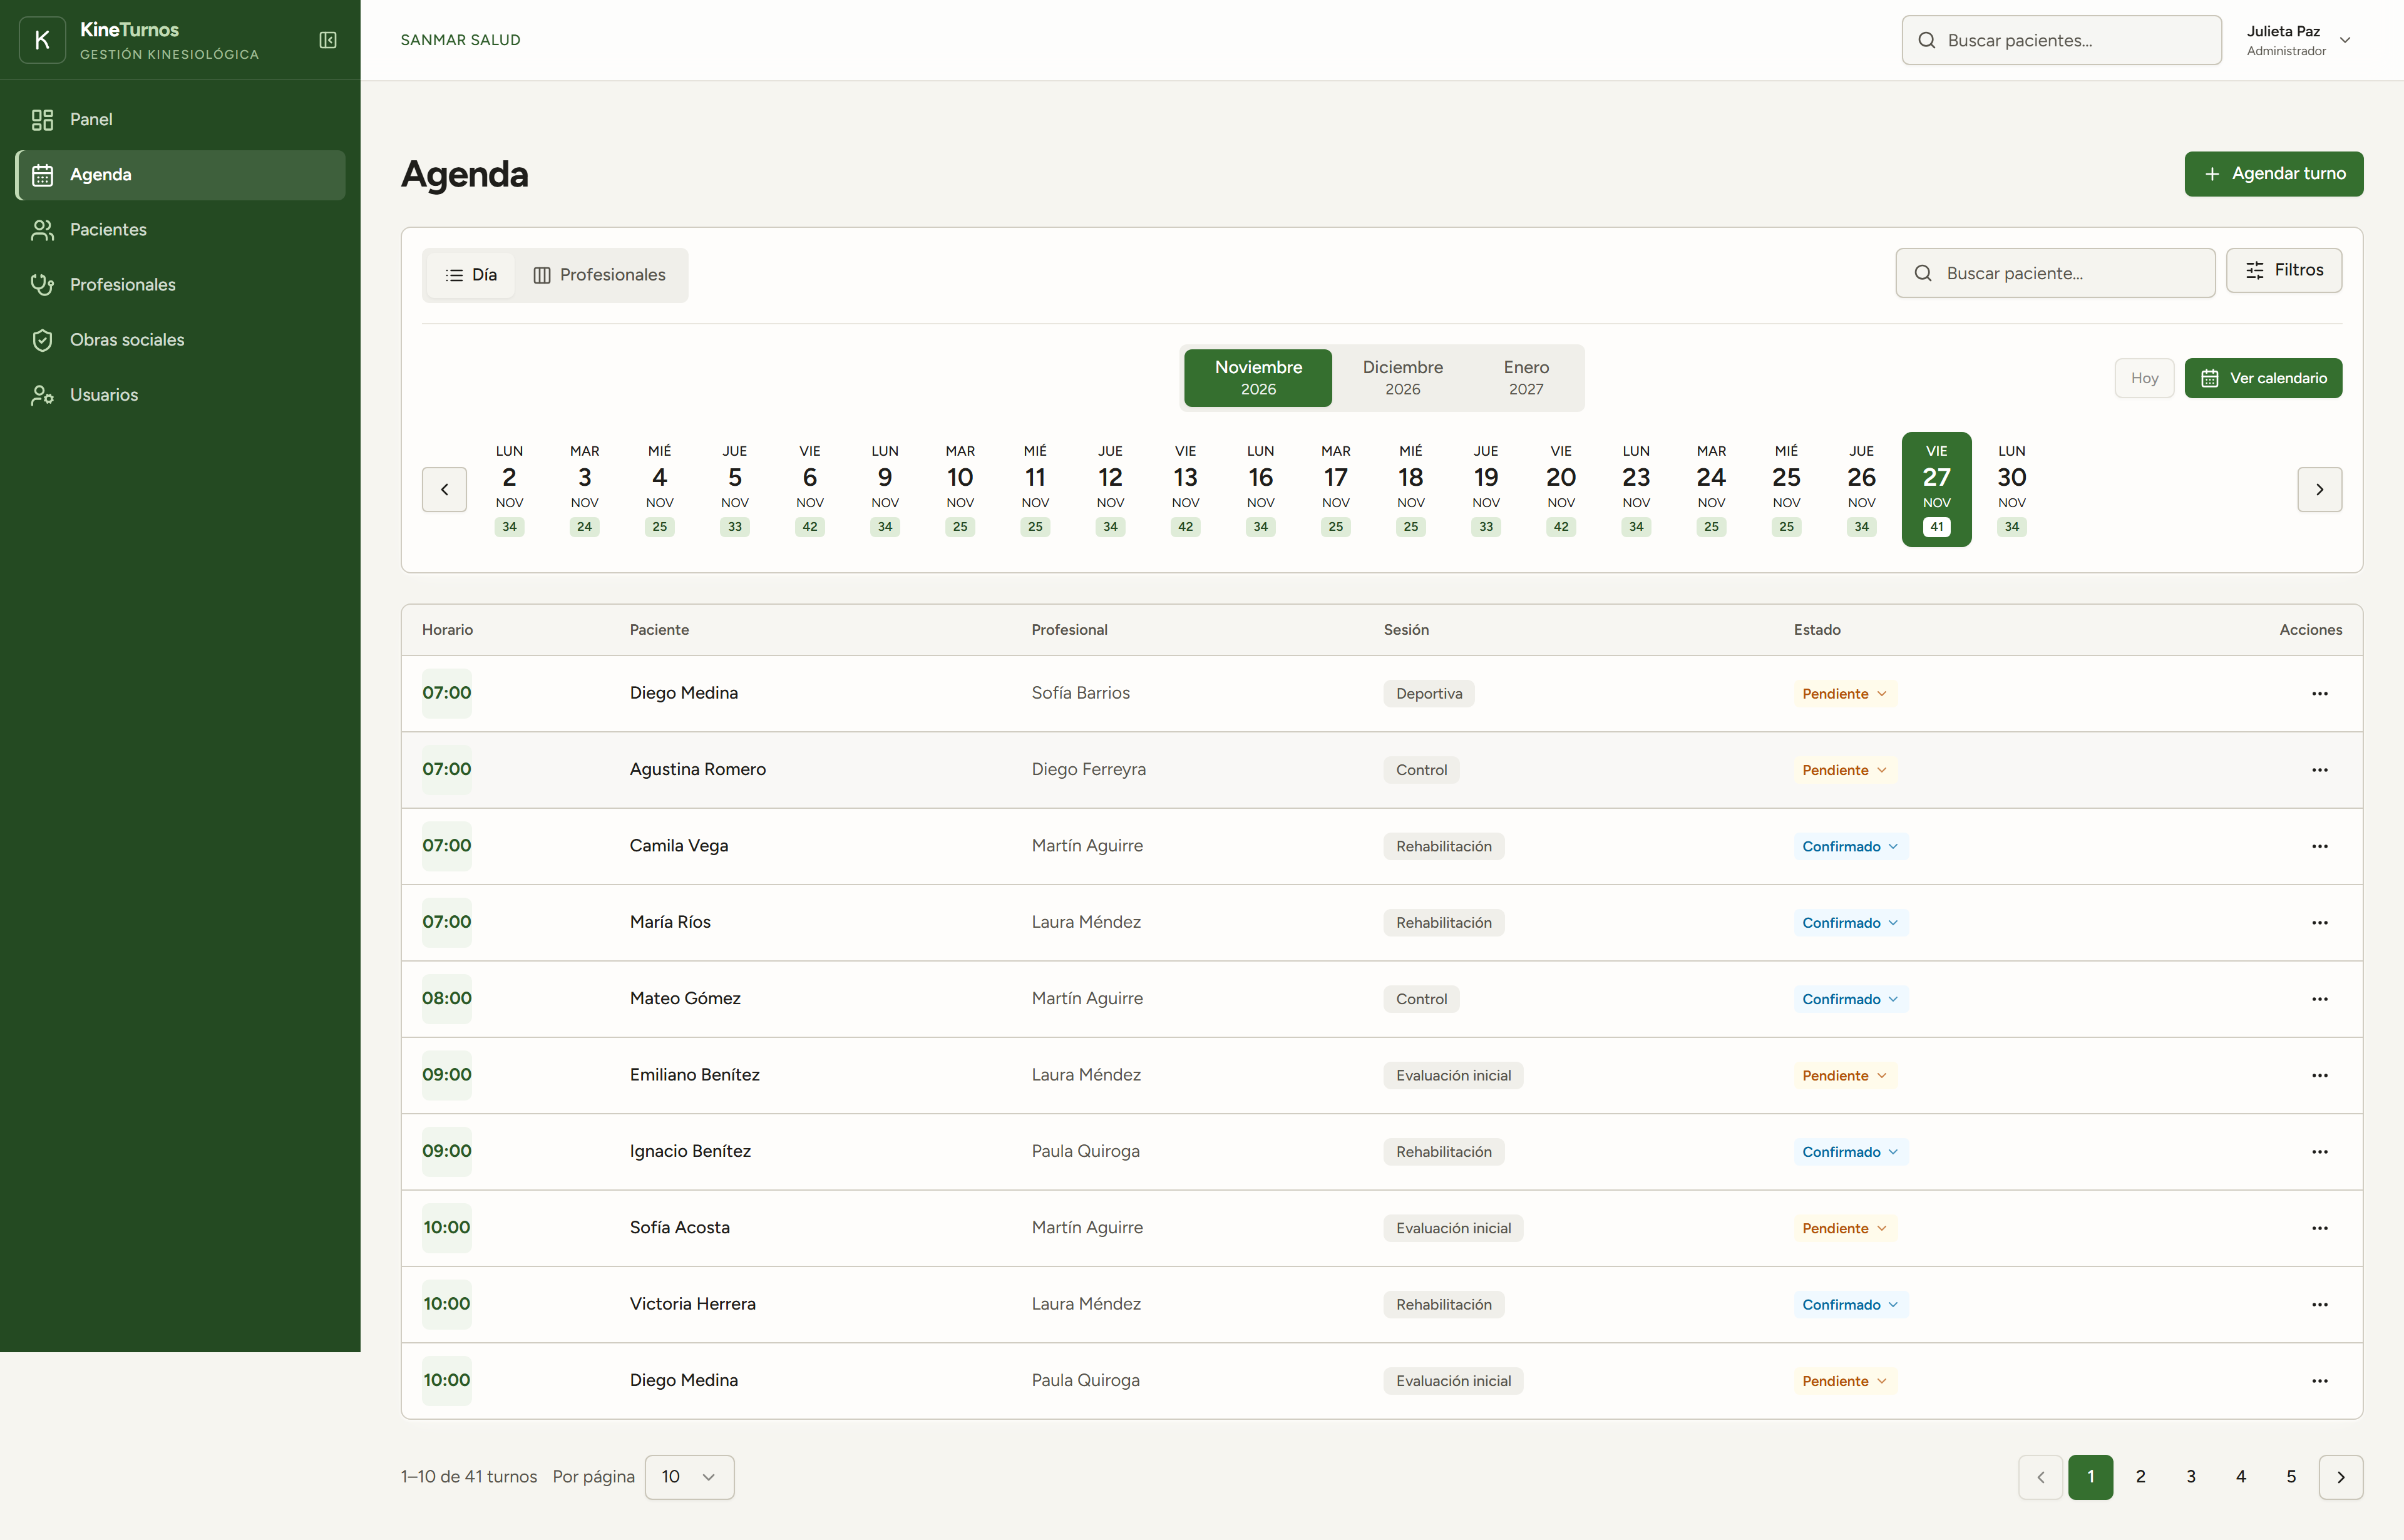 K
KineTurnos
GESTIÓN KINESIOLÓGICA
SANMAR SALUD
Buscar pacientes...
Julieta Paz
Administrador
Panel
Agenda
Pacientes
Profesionales
Obras sociales
Usuarios
Agenda
Agendar turno
Día
Profesionales
Buscar paciente...
Filtros
Noviembre 2026
Diciembre 2026
Enero 2027
Hoy
Ver calendario
LUN MAR MIÉ JUE VIE LUN MAR MIÉ JUE VIE LUN MAR MIÉ JUE VIE LUN MAR MIÉ JUE VIE LUN
2 3 4 5 6 9 10 11 12 13 16 17 18 19 20 23 24 25 26 27 30
NOV NOV NOV NOV NOV NOV NOV NOV NOV NOV NOV NOV NOV NOV NOV NOV NOV NOV NOV NOV NOV
34 24 25 33 42 34 25 25 34 42 34 25 25 33 42 34 25 25 34 41 34
Horario Paciente Profesional Sesión Estado Acciones
07:00 Diego Medina Sofía Barrios Deportiva Pendiente
07:00 Agustina Romero Diego Ferreyra Control Pendiente
07:00 Camila Vega Martín Aguirre Rehabilitación Confirmado
07:00 María Ríos Laura Méndez Rehabilitación Confirmado
08:00 Mateo Gómez Martín Aguirre Control Confirmado
09:00 Emiliano Benítez Laura Méndez Evaluación inicial Pendiente
09:00 Ignacio Benítez Paula Quiroga Rehabilitación Confirmado
10:00 Sofía Acosta Martín Aguirre Evaluación inicial Pendiente
10:00 Victoria Herrera Laura Méndez Rehabilitación Confirmado
10:00 Diego Medina Paula Quiroga Evaluación inicial Pendiente
1–10 de 41 turnos Por página 10
1 2 3 4 5